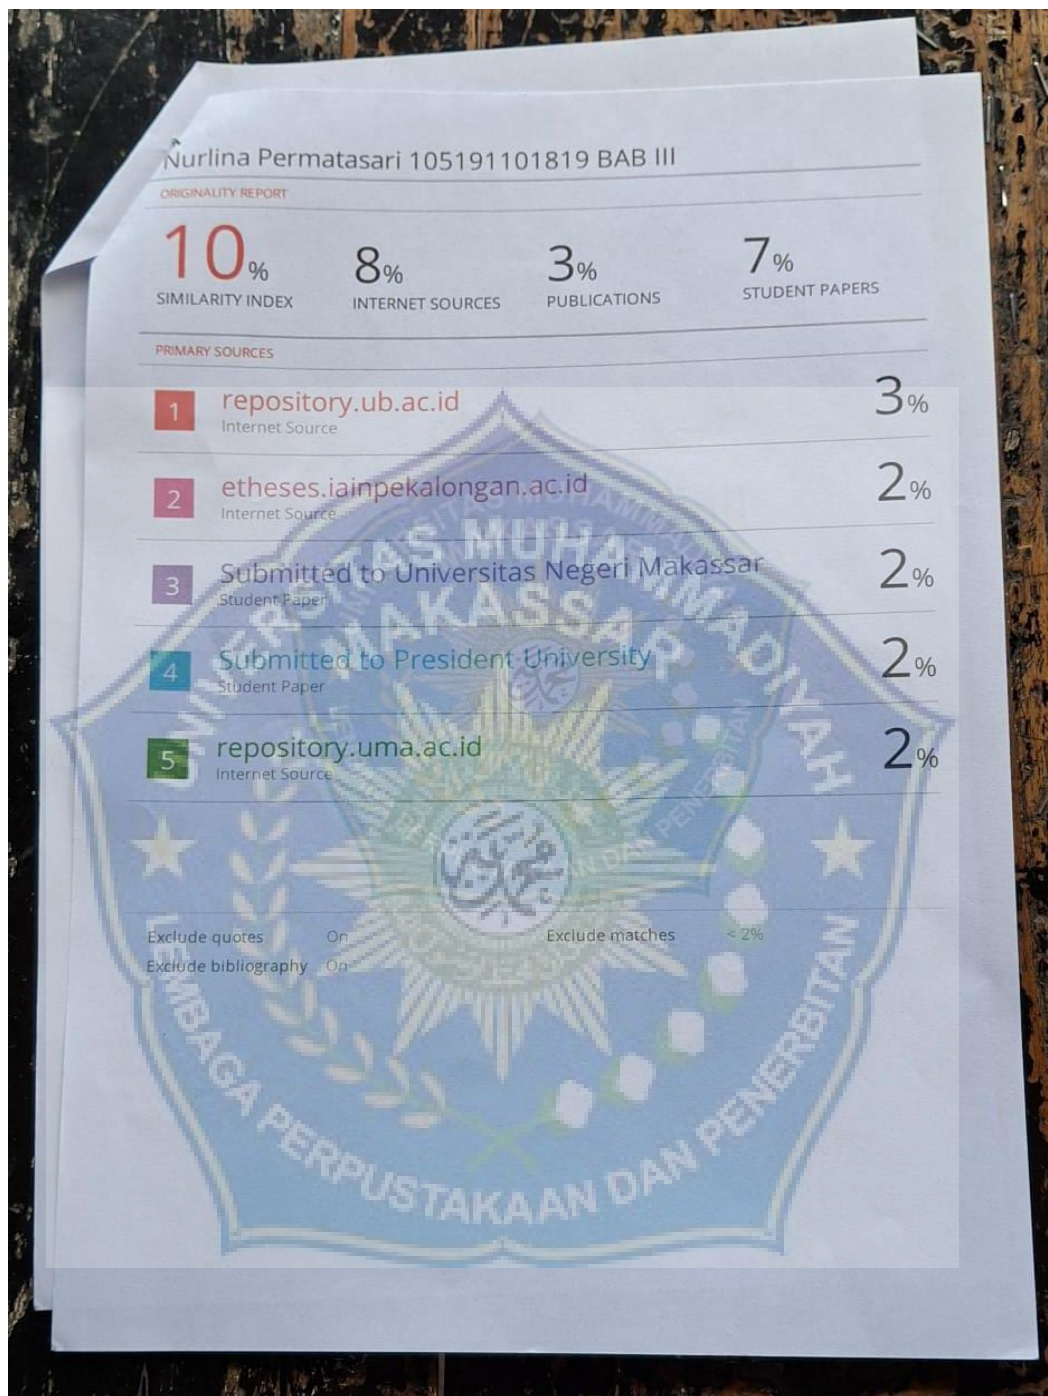 Nurlina Permatasari 105191101819 BAB III
ORIGINALITY REPORT
10% 8% 3% 7%
SIMILARITY INDEX INTERNET SOURCES PUBLICATIONS STUDENT PAPERS
PRIMARY SOURCES
1 repository.ub.ac.id 3%
Internet Source
2 etheses.iainpekalongan.ac.id 2%
Internet Source
3 Submitted to Universitas Negeri Makassar 2%
Student Paper
4 Submitted to President University 2%
Student Paper
5 repository.uma.ac.id 2%
Internet Source
Exclude quotes On Exclude matches < 2%
Exclude bibliography On
UNIVERSITAS MUHAMMADIYAH
MAKASSAR
LEMBAGA PERPUSTAKAAN DAN PENERBITAN